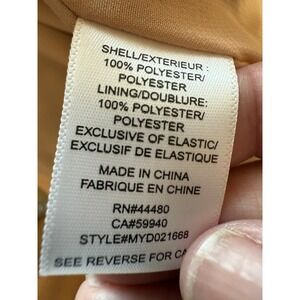 SHELL/EXTERIEUR :
100% POLYESTER/
POLYESTER
LINING/DOUBLURE:
100% POLYESTER/
POLYESTER
EXCLUSIVE OF ELASTIC/
EXCLUSIF DE ELASTIQUE
MADE IN CHINA
FABRIQUE EN CHINE
RN#44480
CA#59940
STYLE#MYD021668
SEE REVERSE FOR CA